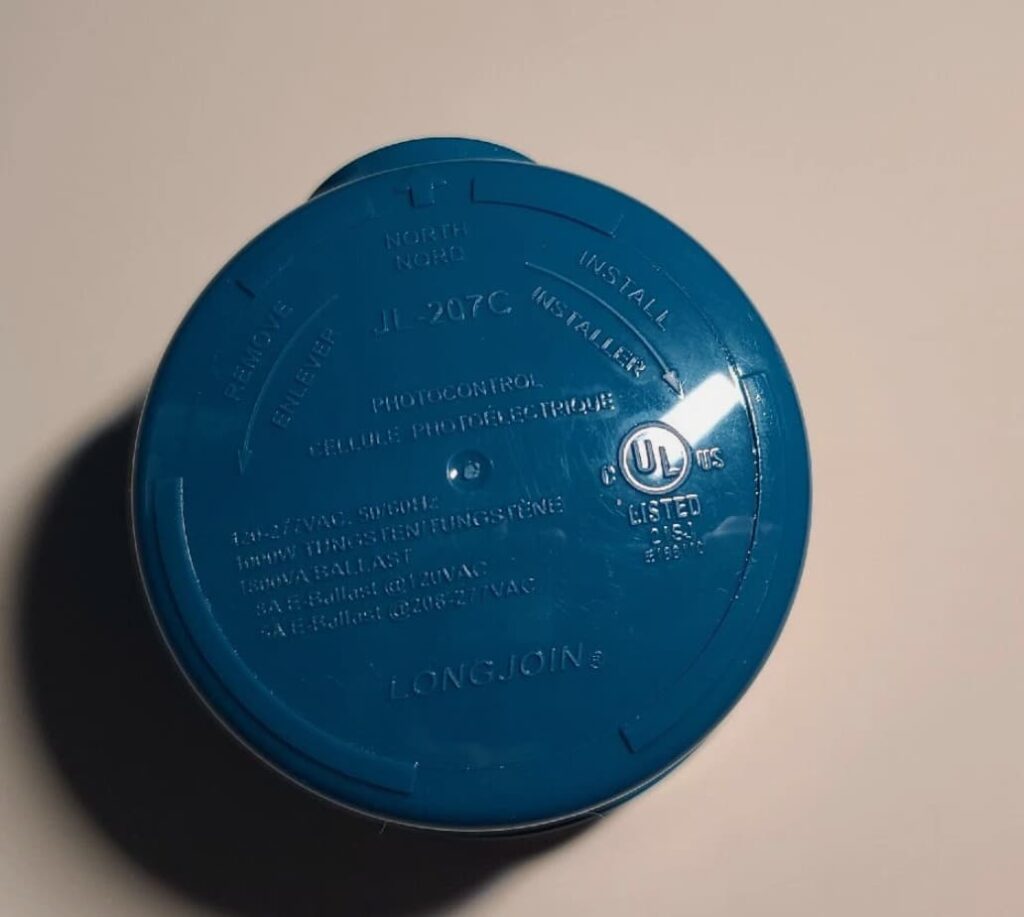 NORTH
NORD
JL-207C
REMOVE
ENLEVER
INSTALL
INSTALLER
PHOTOCONTROL
CELLULE PHOTOÉLECTRIQUE
C UL US
LISTED
120-277VAC, 50/60Hz
1000W TUNGSTEN/TUNGSTÈNE
1800VA BALLAST
8A E-Ballast @120VAC
5A E-Ballast @208-277VAC
LONGJOIN®